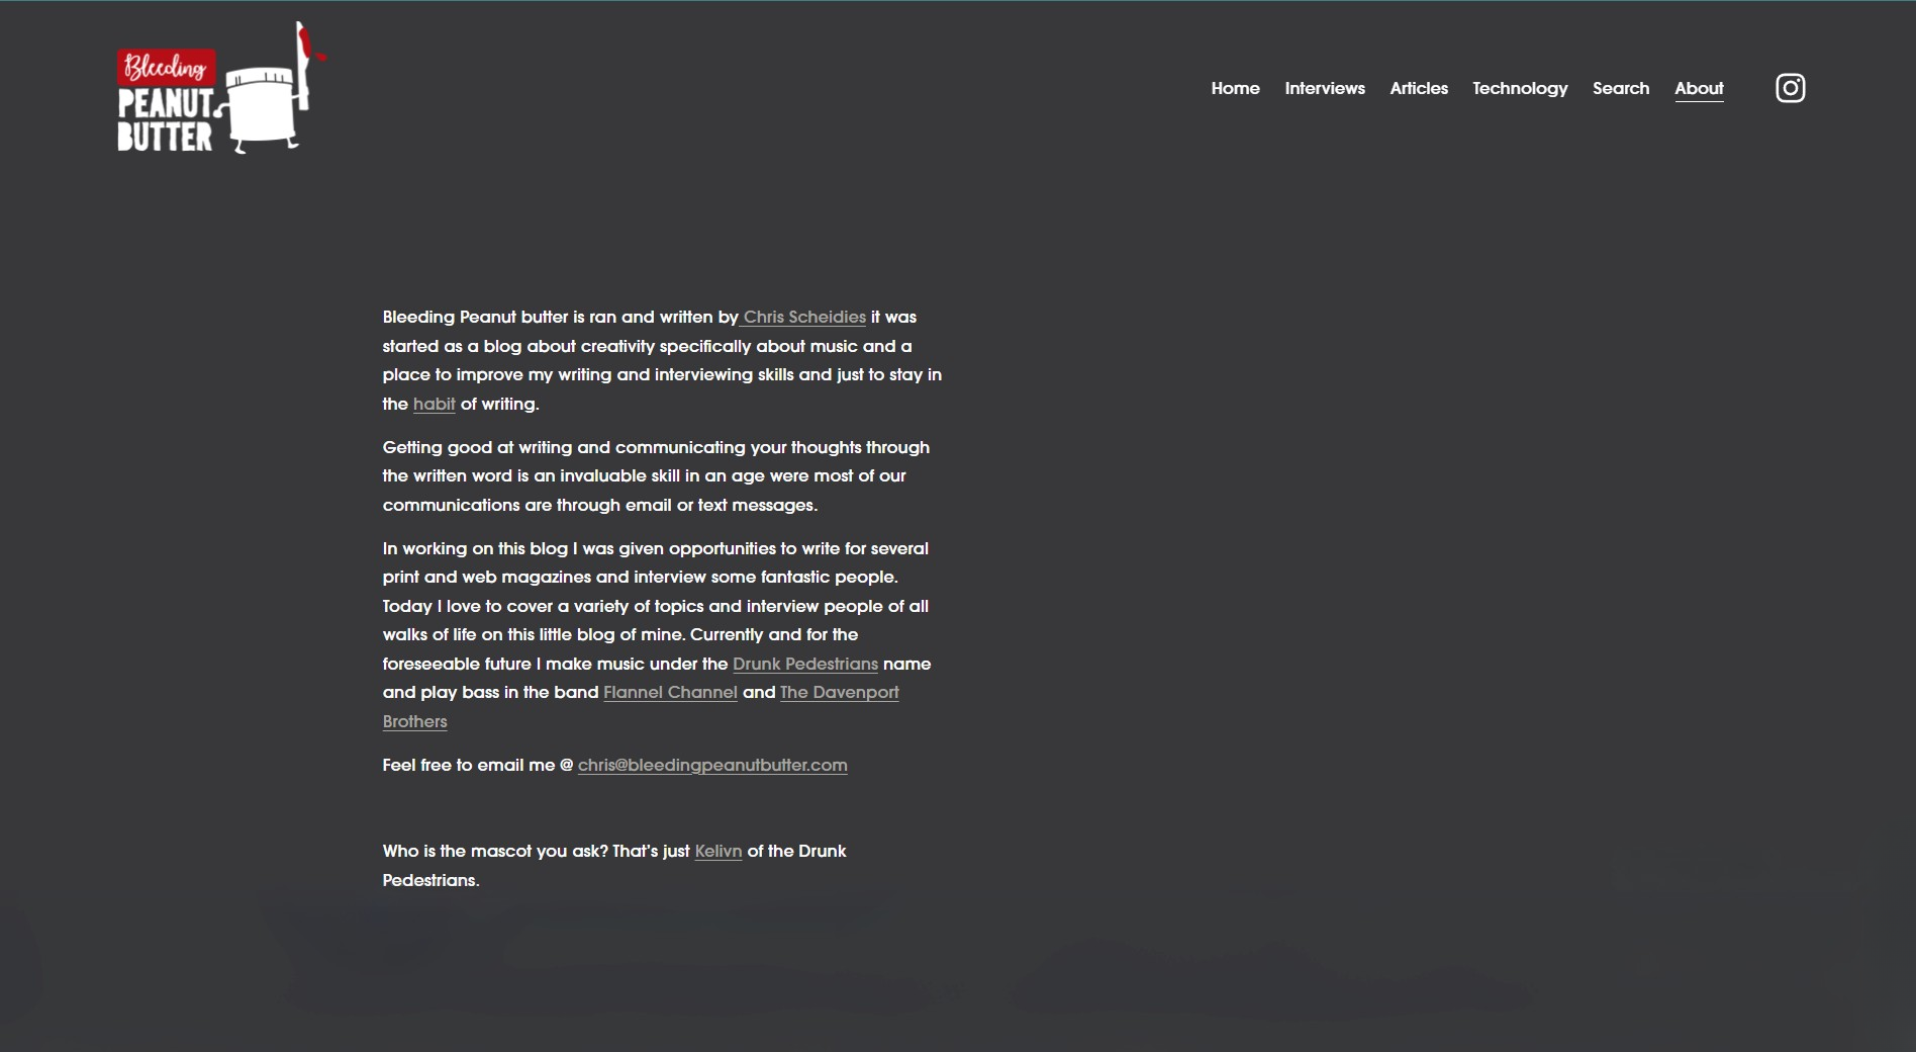 Bleeding
PEANUT
BUTTER
Home Interviews Articles Technology Search About
Bleeding Peanut butter is ran and written by Chris Scheidies it was
started as a blog about creativity specifically about music and a
place to improve my writing and interviewing skills and just to stay in
the habit of writing.
Getting good at writing and communicating your thoughts through
the written word is an invaluable skill in an age were most of our
communications are through email or text messages.
In working on this blog I was given opportunities to write for several
print and web magazines and interview some fantastic people.
Today I love to cover a variety of topics and interview people of all
walks of life on this little blog of mine. Currently and for the
foreseeable future I make music under the Drunk Pedestrians name
and play bass in the band Flannel Channel and The Davenport
Brothers
Feel free to email me @ chris@bleedingpeanutbutter.com
Who is the mascot you ask? That's just Kelivn of the Drunk
Pedestrians.